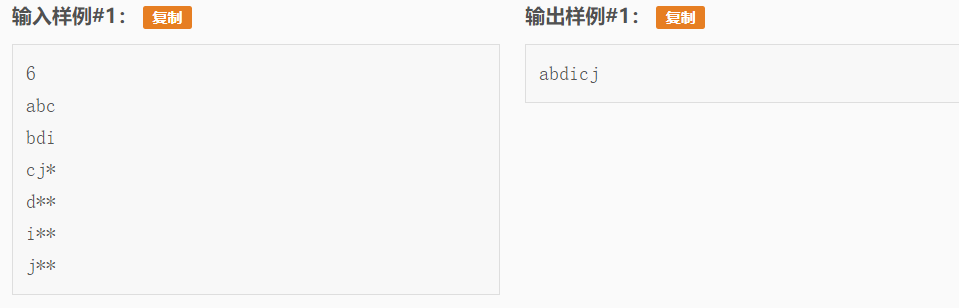 输入样例#1： 复制
6
abc
bdi
cj*
d**
i**
j**
输出样例#1： 复制
abdicj